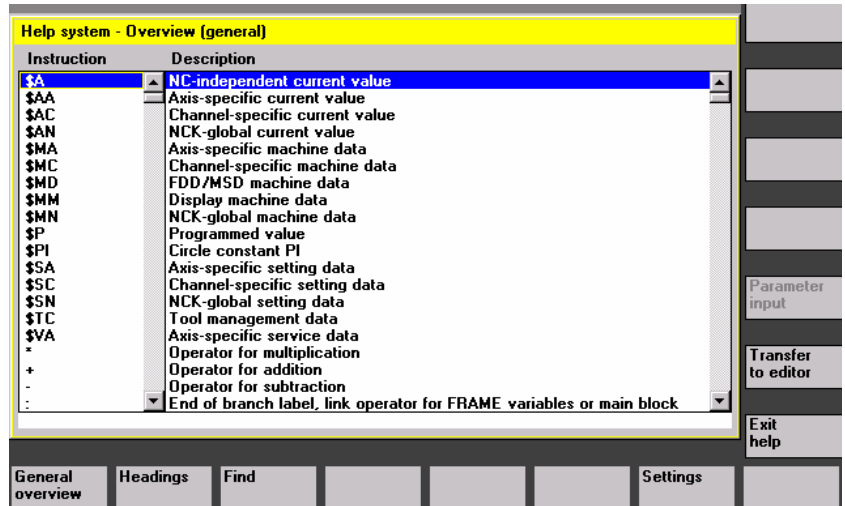 Help system - Overview (general)
Instruction Description
$A NC-independent current value
$AA Axis-specific current value
$AC Channel-specific current value
$AN NCK-global current value
$MA Axis-specific machine data
$MC Channel-specific machine data
$MD FDD/MSD machine data
$MM Display machine data
$MN NCK-global machine data
$P Programmed value
$PI Circle constant PI
$SA Axis-specific setting data
$SC Channel-specific setting data
$SN NCK-global setting data
$TC Tool management data
$VA Axis-specific service data
* Operator for multiplication
+ Operator for addition
- Operator for subtraction
: End of branch label, link operator for FRAME variables or main block
Parameter
input
Transfer
to editor
Exit
help
General
overview
Headings
Find
Settings